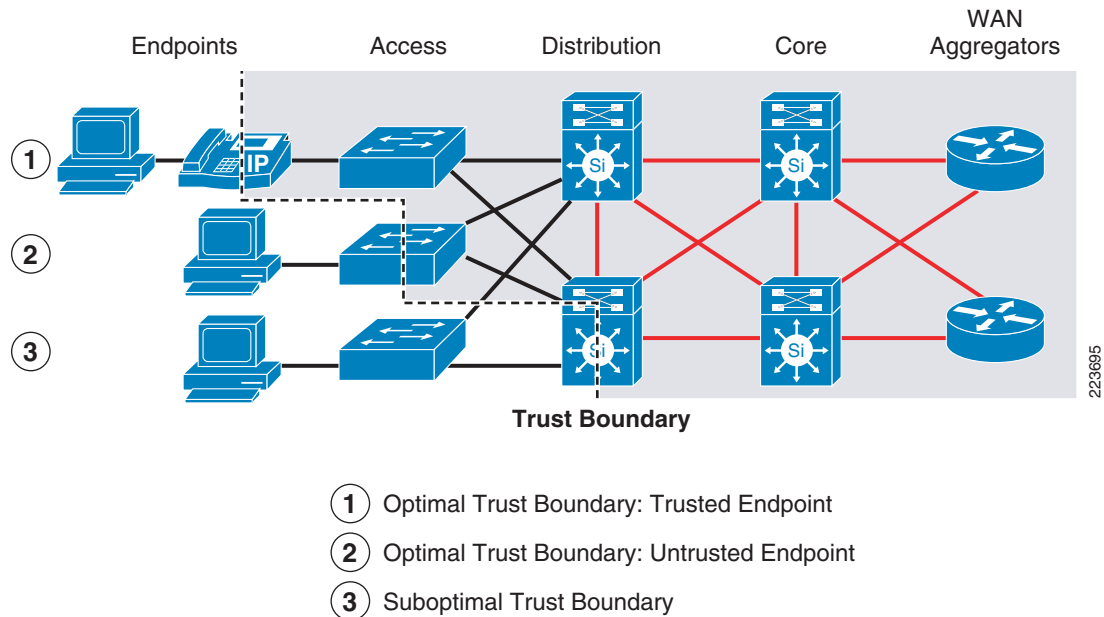 WAN
Endpoints Access Distribution Core Aggregators
1
IP
Si
Si
2
3
Si
Si
223695
Trust Boundary
1 Optimal Trust Boundary: Trusted Endpoint
2 Optimal Trust Boundary: Untrusted Endpoint
3 Suboptimal Trust Boundary